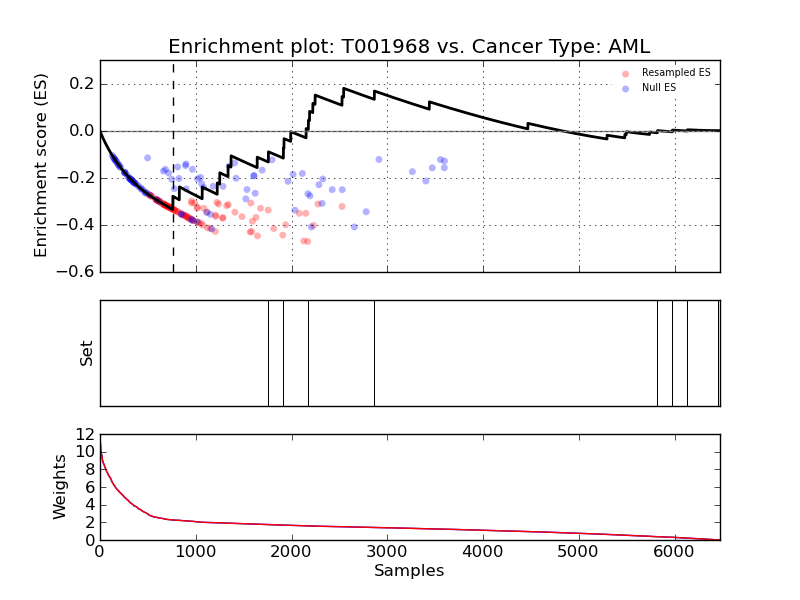 Enrichment plot: T001968 vs. Cancer Type: AML
Enrichment score (ES)
0.2
0.0
−0.2
−0.4
−0.6
Resampled ES
Null ES
Set
Weights
12
10
8
6
4
2
0
0 1000 2000 3000 4000 5000 6000
Samples